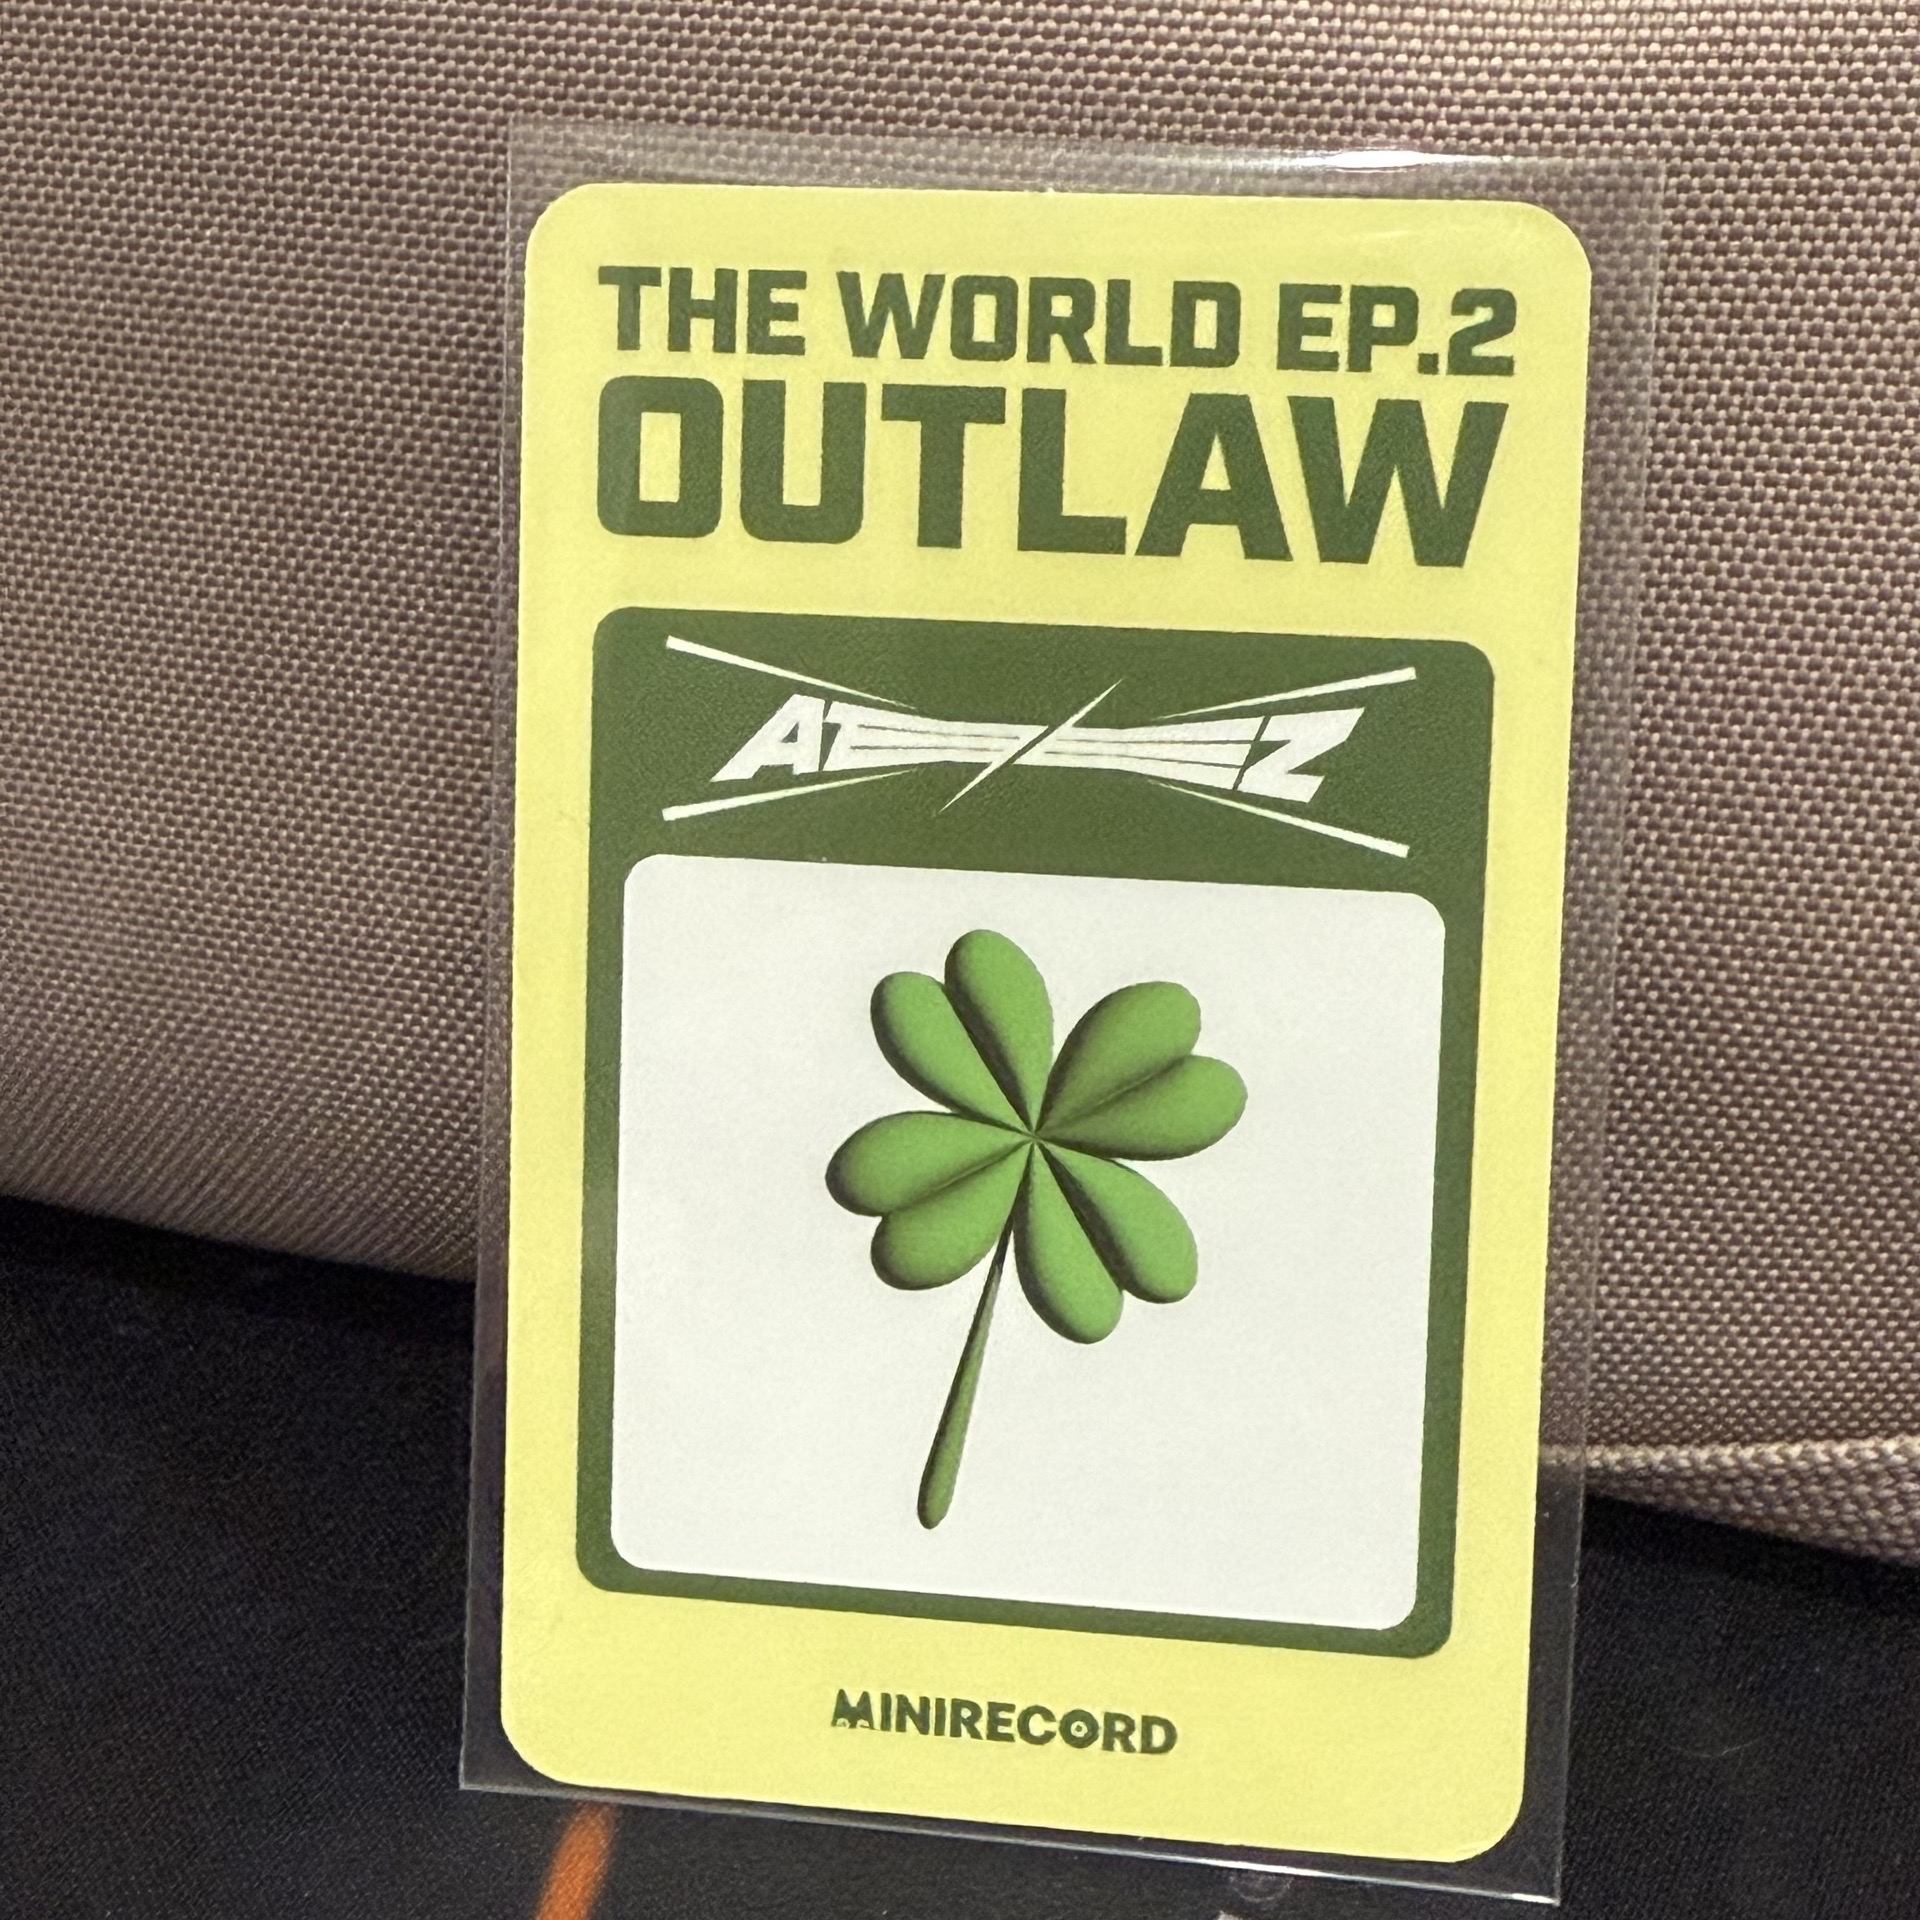 THE WORLD EP.2
OUTLAW
ATEEZ
MINIRECORD